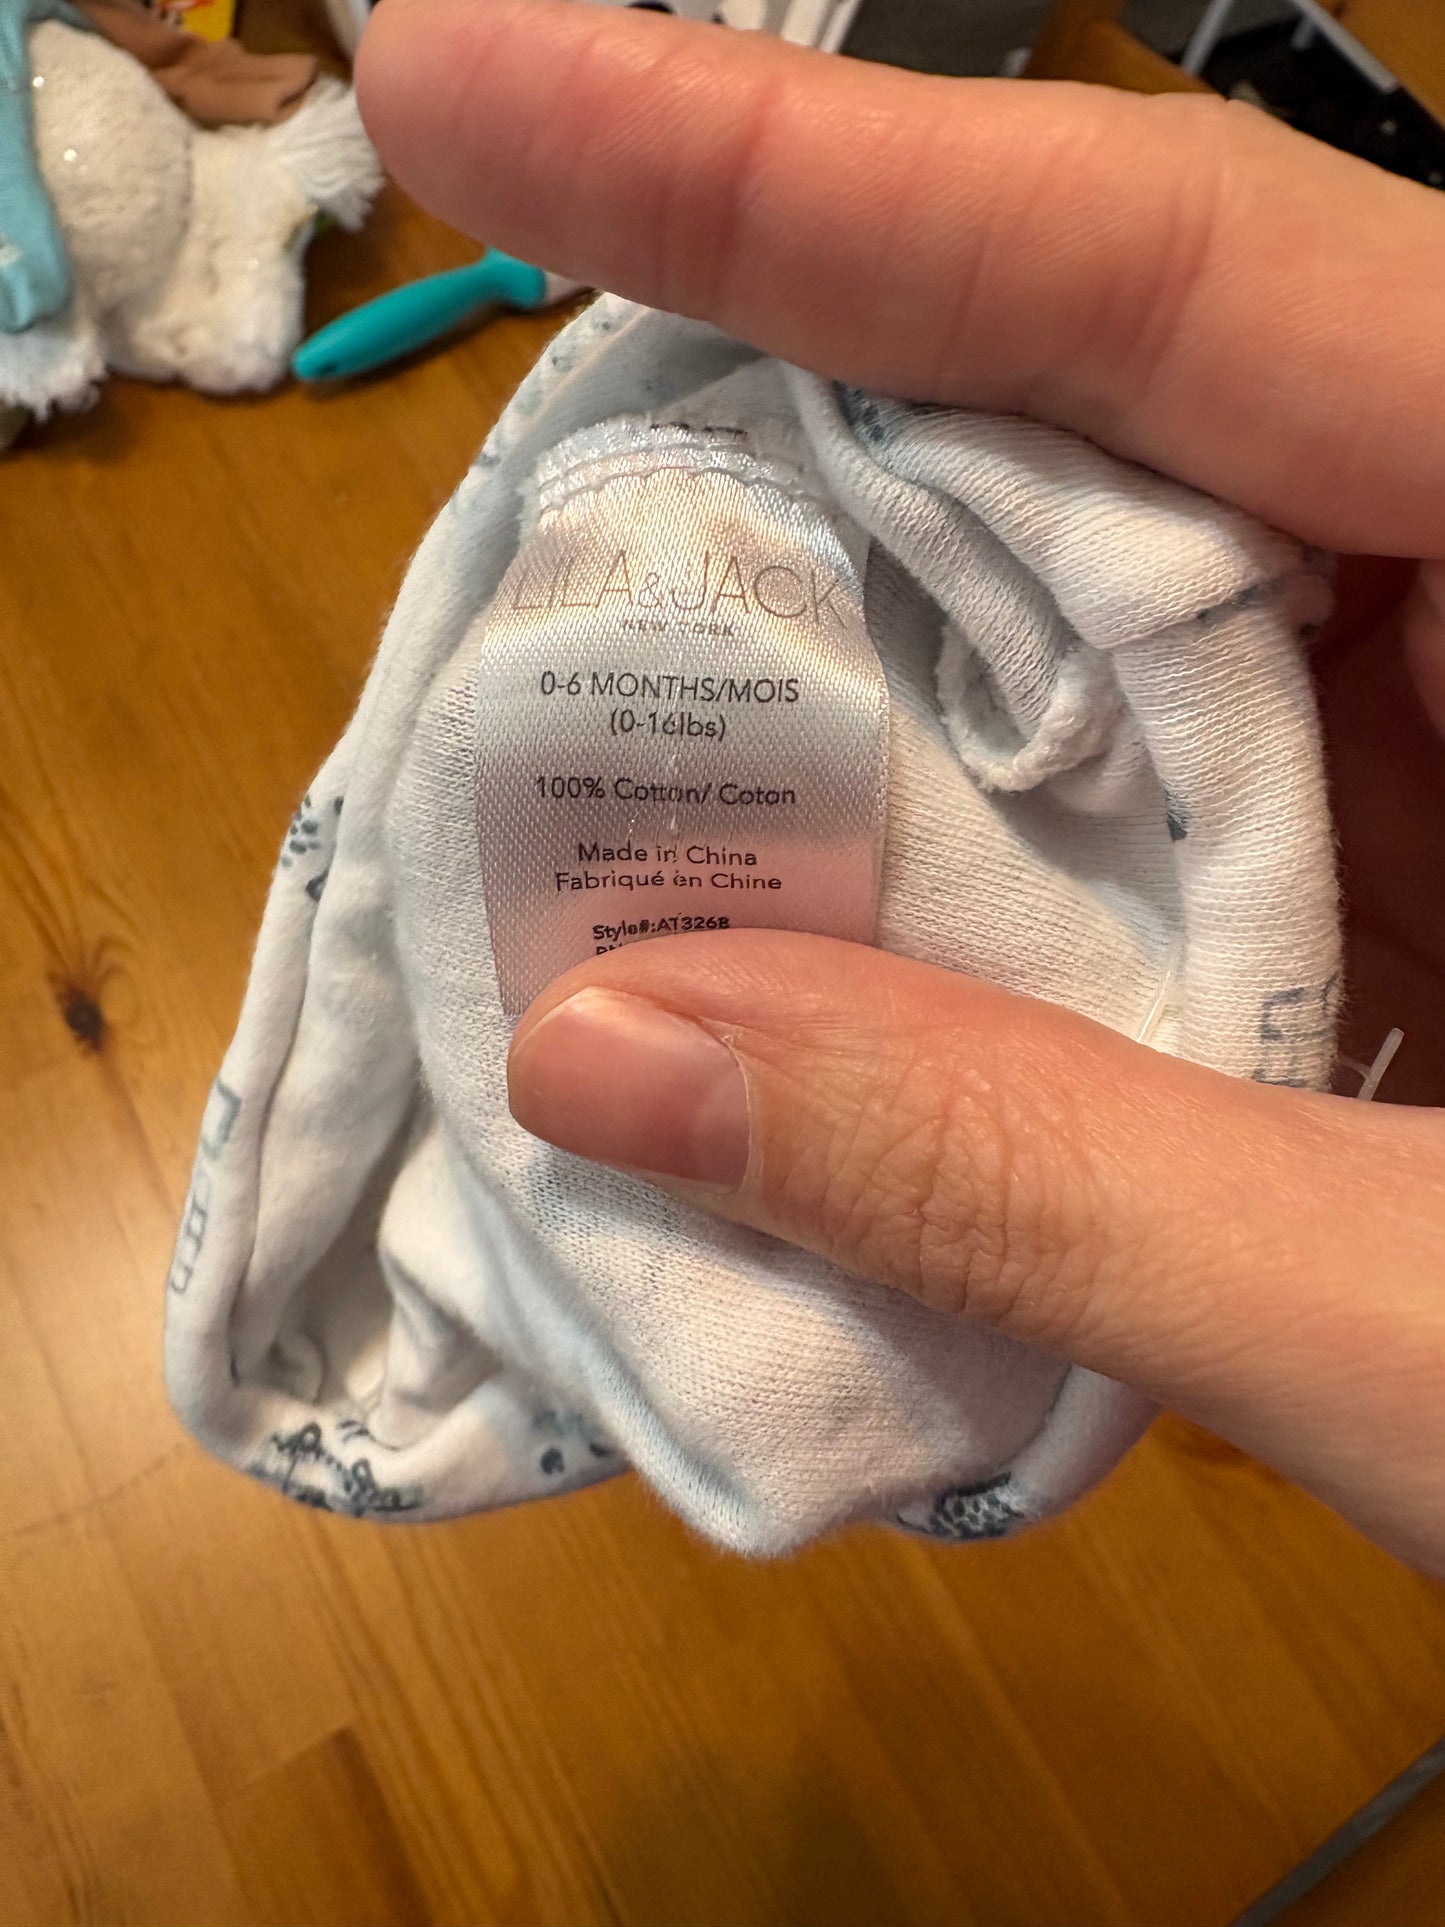 LILA&JACK
NEW YORK
0-6 MONTHS/MOIS
(0-16lbs)
100% Cotton/ Coton
Made in China
Fabriqué en Chine
Style#:AT3268